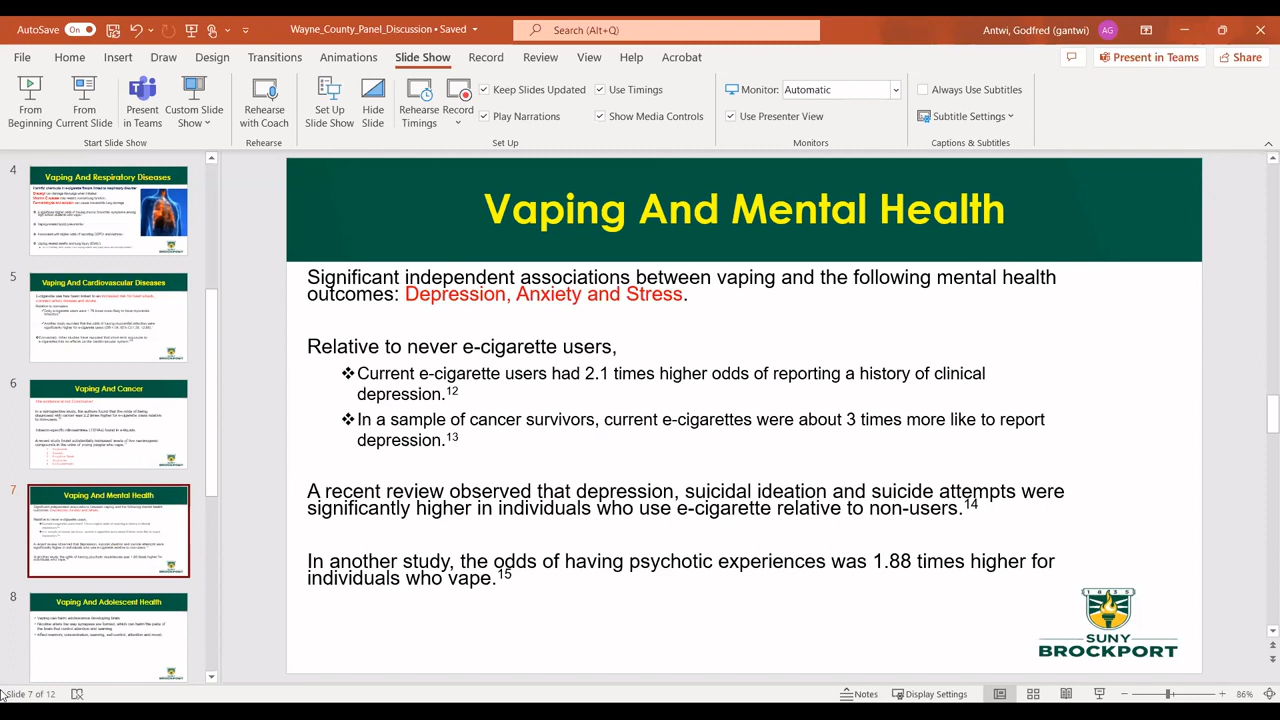 AutoSave On
Wayne_County_Panel_Discussion • Saved
Search (Alt+Q)
Antwi, Godfred (gantwi) AG
File Home Insert Draw Design Transitions Animations Slide Show Record Review View Help Acrobat
Present in Teams Share
From Beginning
From Current Slide
Present in Teams
Custom Slide Show
Rehearse with Coach
Set Up Slide Show
Hide Slide
Rehearse Timings
Record
Keep Slides Updated
Play Narrations
Use Timings
Show Media Controls
Monitor: Automatic
Use Presenter View
Always Use Subtitles
Subtitle Settings
Start Slide Show Rehearse Set Up Monitors Captions & Subtitles
4
Vaping And Respiratory Diseases
5
Vaping And Cardiovascular Diseases
6
Vaping And Cancer
7
Vaping And Mental Health
8
Vaping And Adolescent Health
Vaping And Mental Health
Significant independent associations between vaping and the following mental health
outcomes: Depression, Anxiety and Stress.
Relative to never e-cigarette users,
❖Current e-cigarette users had 2.1 times higher odds of reporting a history of clinical
depression.12
❖In a sample of cancer survivors, current e-cigarettes were about 3 times more like to report
depression.13
A recent review observed that depression, suicidal ideation and suicide attempts were
significantly higher in individuals who use e-cigarette relative to non-users.14
In another study, the odds of having psychotic experiences was 1.88 times higher for
individuals who vape.15
1835
SUNY
BROCKPORT
Slide 7 of 12
Notes Display Settings 86%